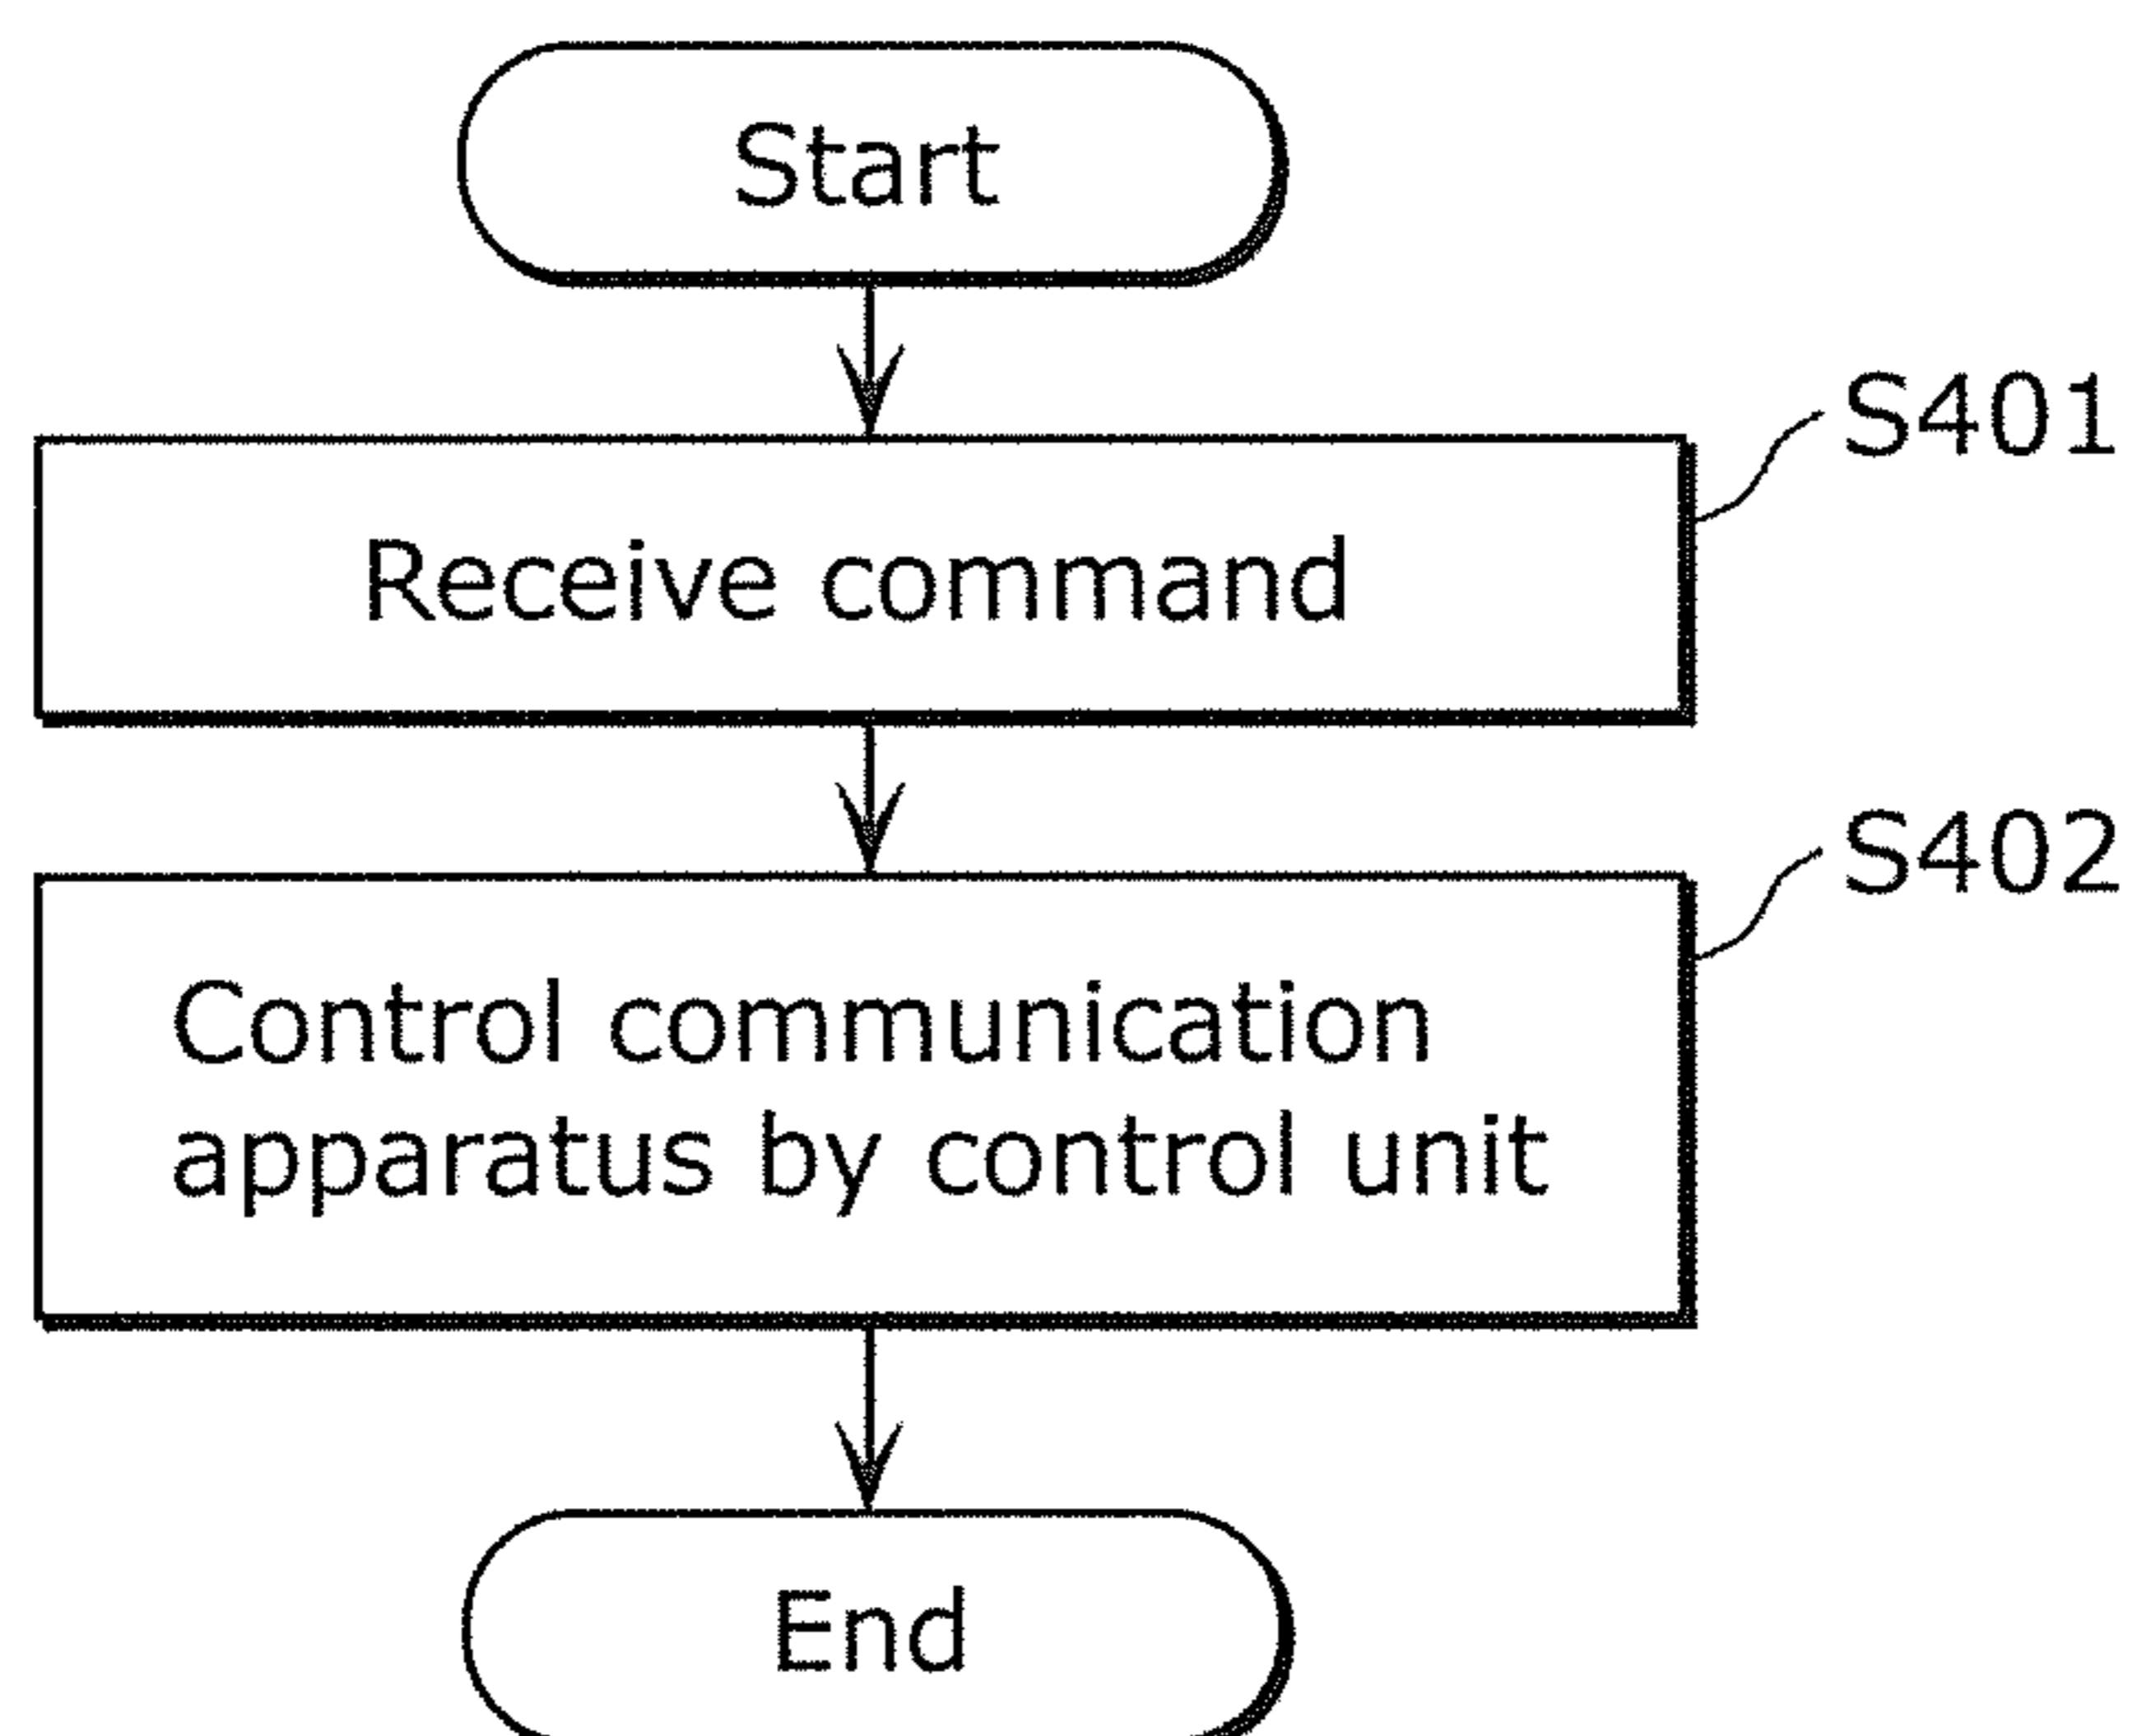 Start
S401
Receive command
S402
Control communication
apparatus by control unit
End